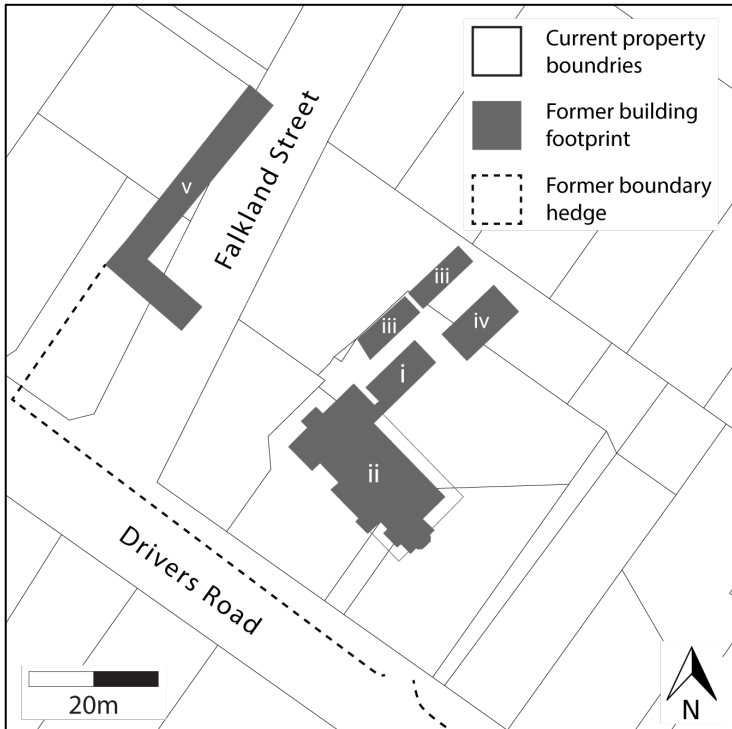 Current property
boundries
Former building
footprint
Former boundary
hedge
Falkland Street
v
iii
iii
iv
i
ii
Drivers Road
20m
N